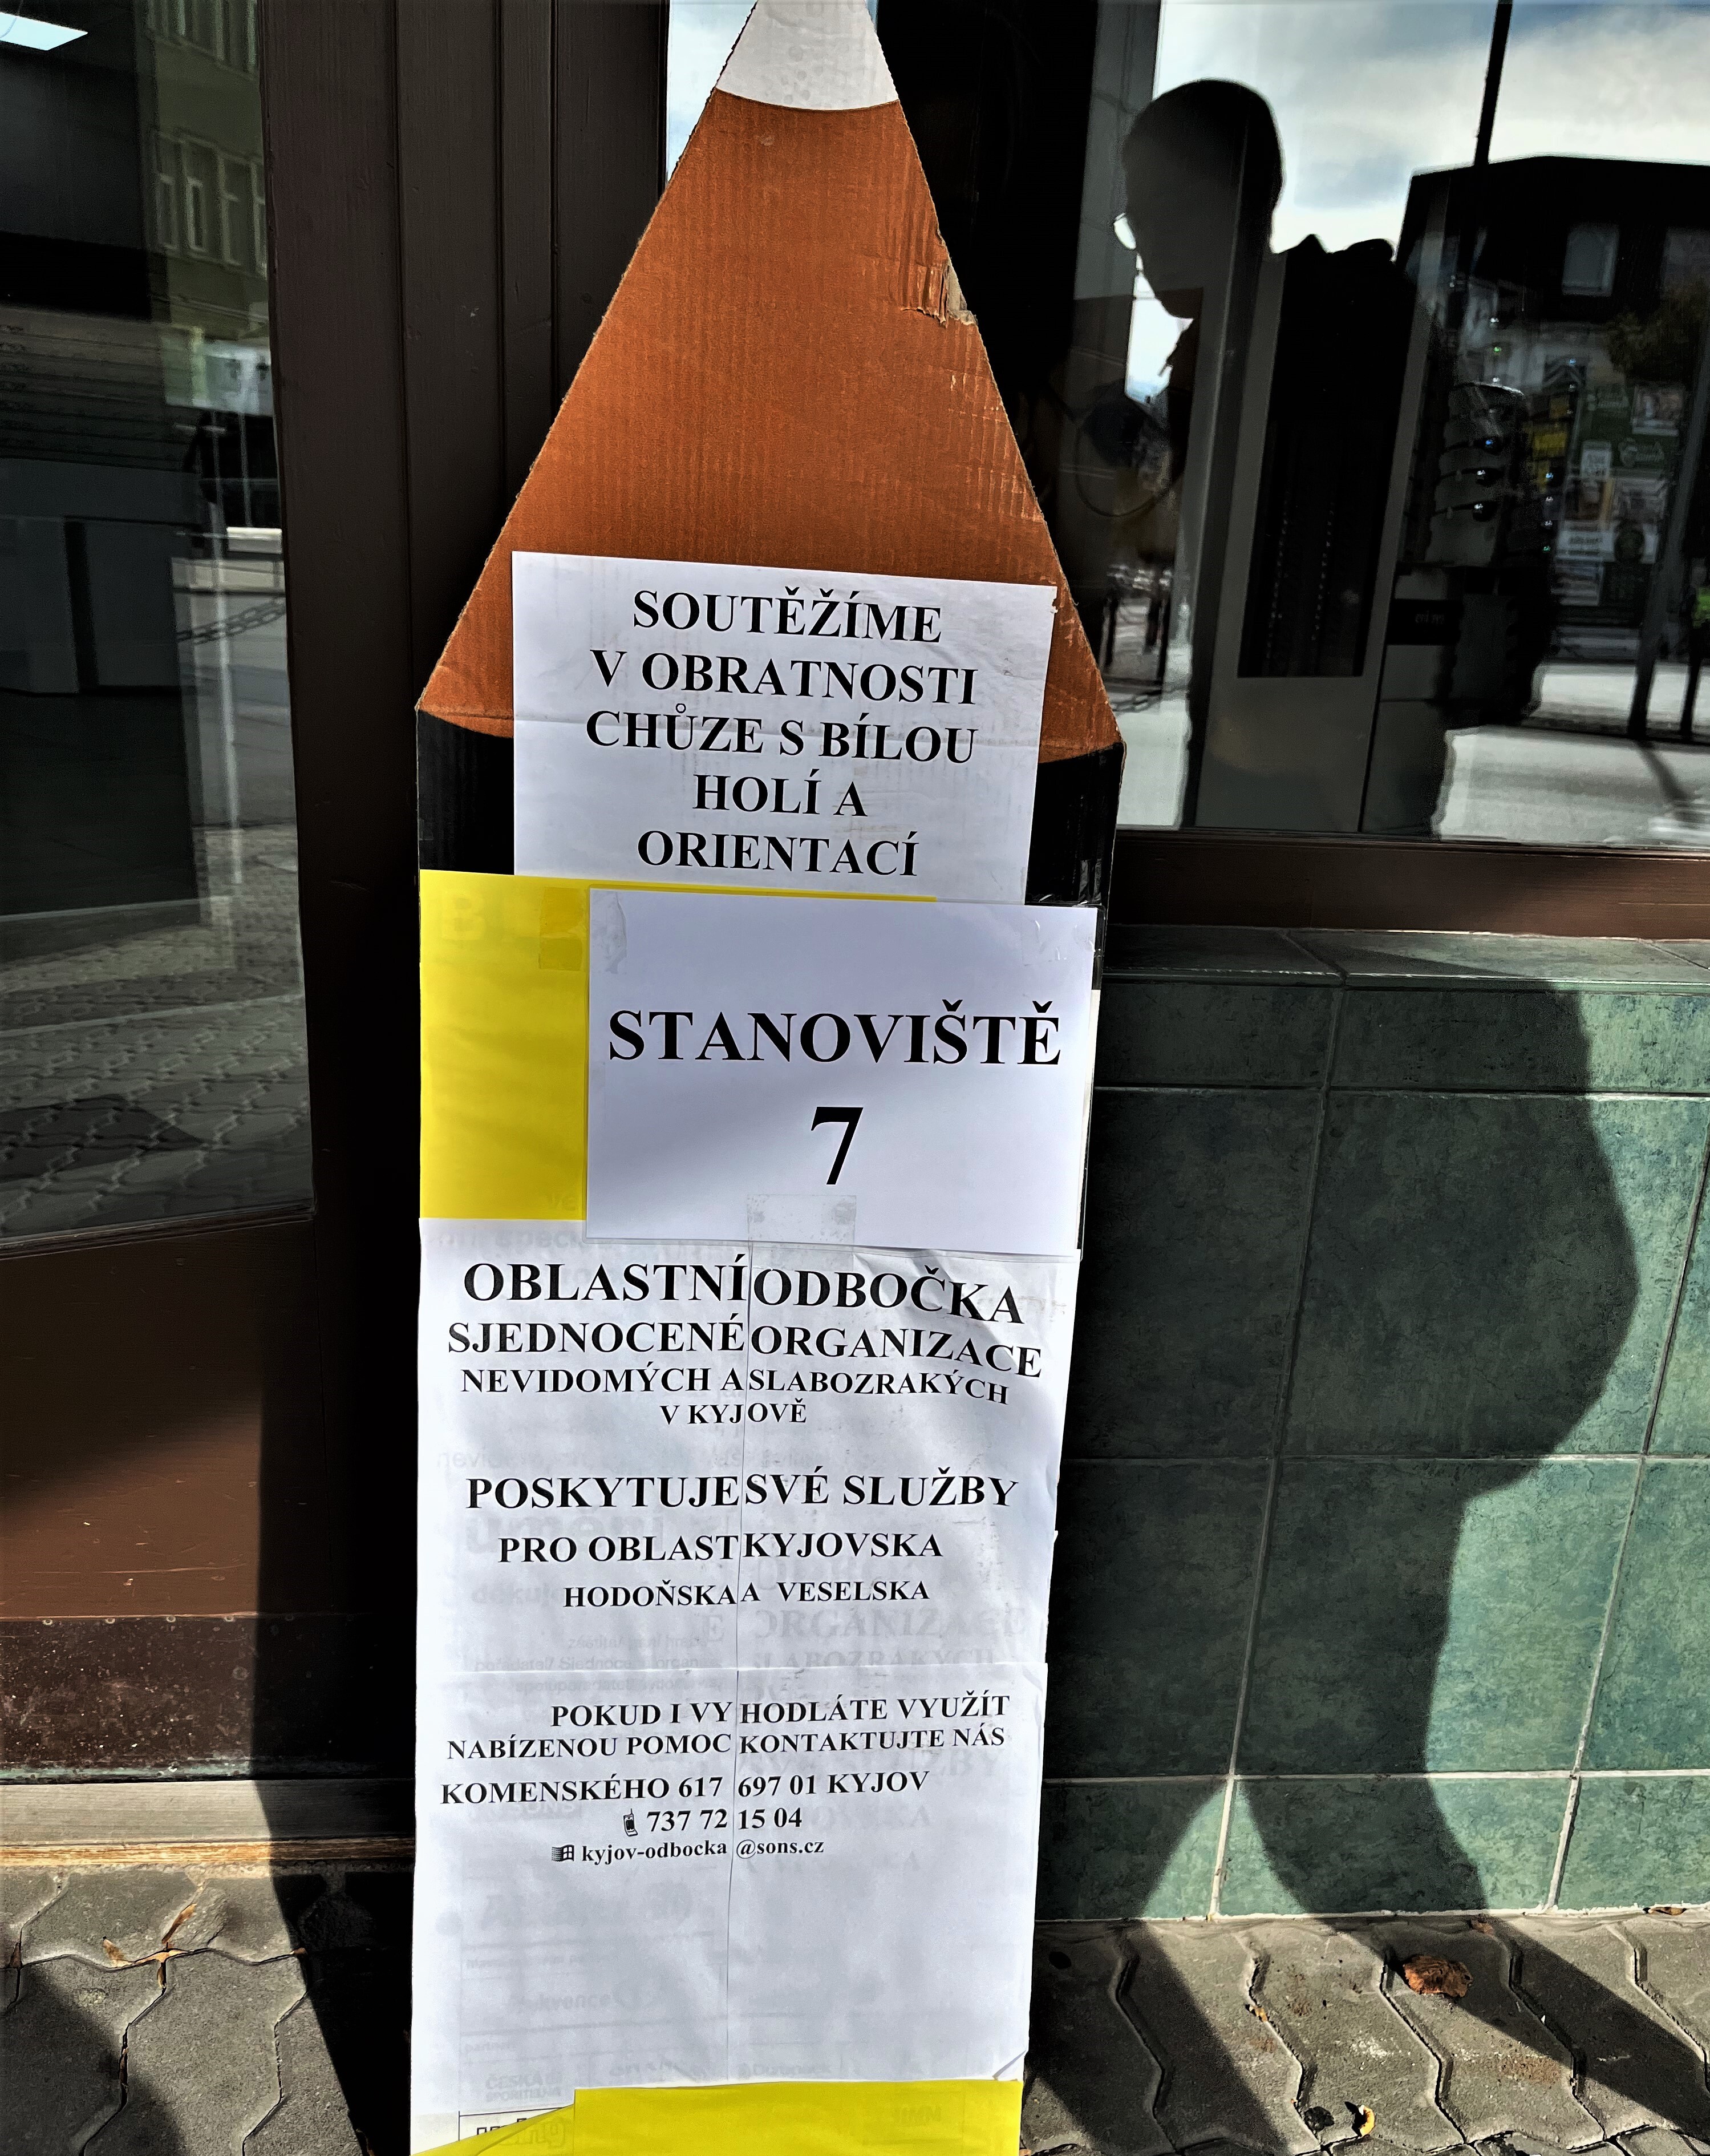 SOUTĚŽÍME
V OBRATNOSTI
CHŮZE S BÍLOU
HOLÍ A
ORIENTACÍ
STANOVIŠTĚ
7
OBLASTNÍ ODBOČKA
SJEDNOCENÉ ORGANIZACE
NEVIDOMÝCH A SLABOZRAKÝCH
V KYJOVĚ
POSKYTUJE SVÉ SLUŽBY
PRO OBLAST KYJOVSKA
HODOŇSKA A VESELSKA
POKUD I VY HODLÁTE VYUŽÍT
NABÍZENOU POMOC KONTAKTUJTE NÁS
KOMENSKÉHO 617 697 01 KYJOV
737 72 15 04
kyjov-odbocka @sons.cz